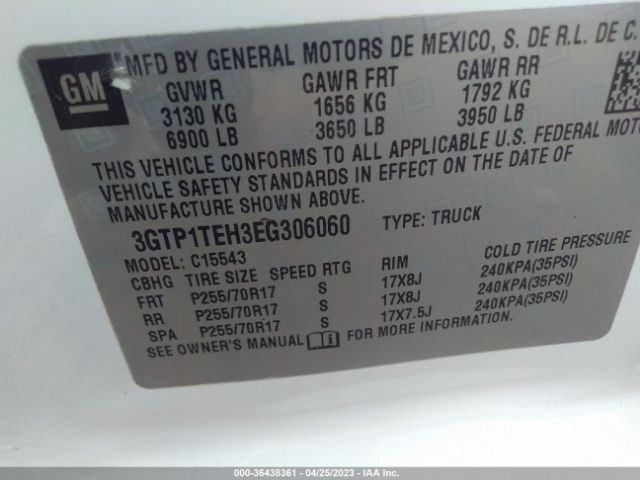 GM
MFD BY GENERAL MOTORS DE MEXICO, S. DE R.L. DE C.
GVWR GAWR FRT GAWR RR
3130 KG 1656 KG 1792 KG
6900 LB 3650 LB 3950 LB
THIS VEHICLE CONFORMS TO ALL APPLICABLE U.S. FEDERAL MOTO
VEHICLE SAFETY STANDARDS IN EFFECT ON THE DATE OF
MANUFACTURE SHOWN ABOVE.
3GTP1TEH3EG306060 TYPE: TRUCK
MODEL: C15543
CBHG TIRE SIZE SPEED RTG RIM COLD TIRE PRESSURE
FRT P255/70R17 S 17X8J 240KPA(35PSI)
RR P255/70R17 S 17X8J 240KPA(35PSI)
SPA P255/70R17 S 17X7.5J 240KPA(35PSI)
SEE OWNER'S MANUAL FOR MORE INFORMATION.
000-36438361 - 04/25/2023 - IAA Inc.